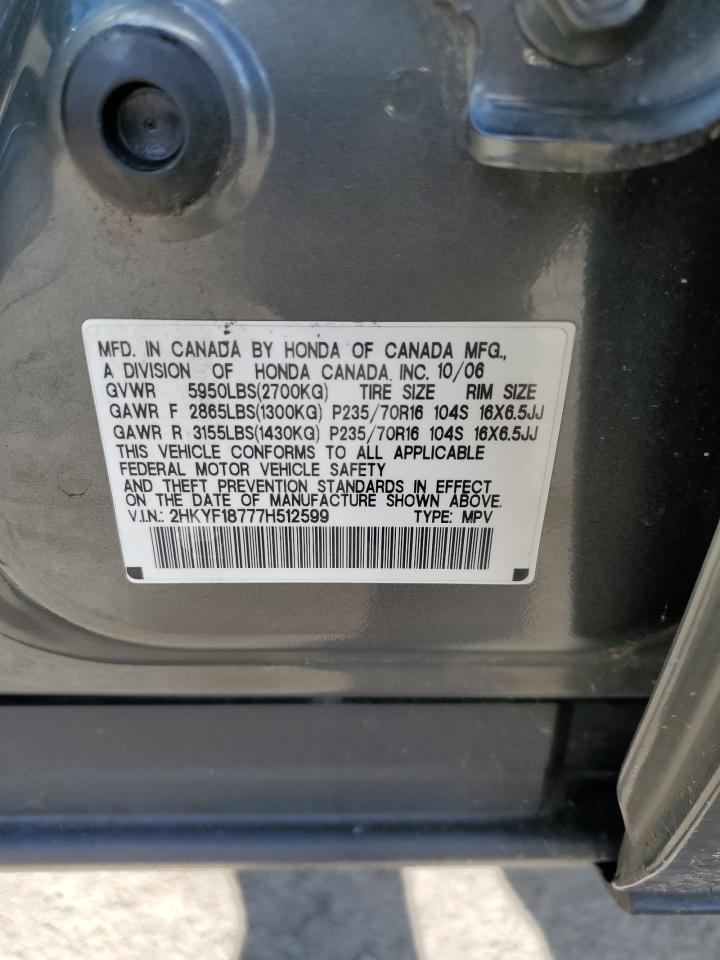 MFD. IN CANADA BY HONDA OF CANADA MFG.,
A DIVISION OF HONDA CANADA, INC. 10/06
GVWR 5950LBS(2700KG) TIRE SIZE RIM SIZE
GAWR F 2865LBS(1300KG) P235/70R16 104S 16X6.5JJ
GAWR R 3155LBS(1430KG) P235/70R16 104S 16X6.5JJ
THIS VEHICLE CONFORMS TO ALL APPLICABLE
FEDERAL MOTOR VEHICLE SAFETY
AND THEFT PREVENTION STANDARDS IN EFFECT
ON THE DATE OF MANUFACTURE SHOWN ABOVE.
V.I.N.: 2HKYF18777H512599 TYPE: MPV